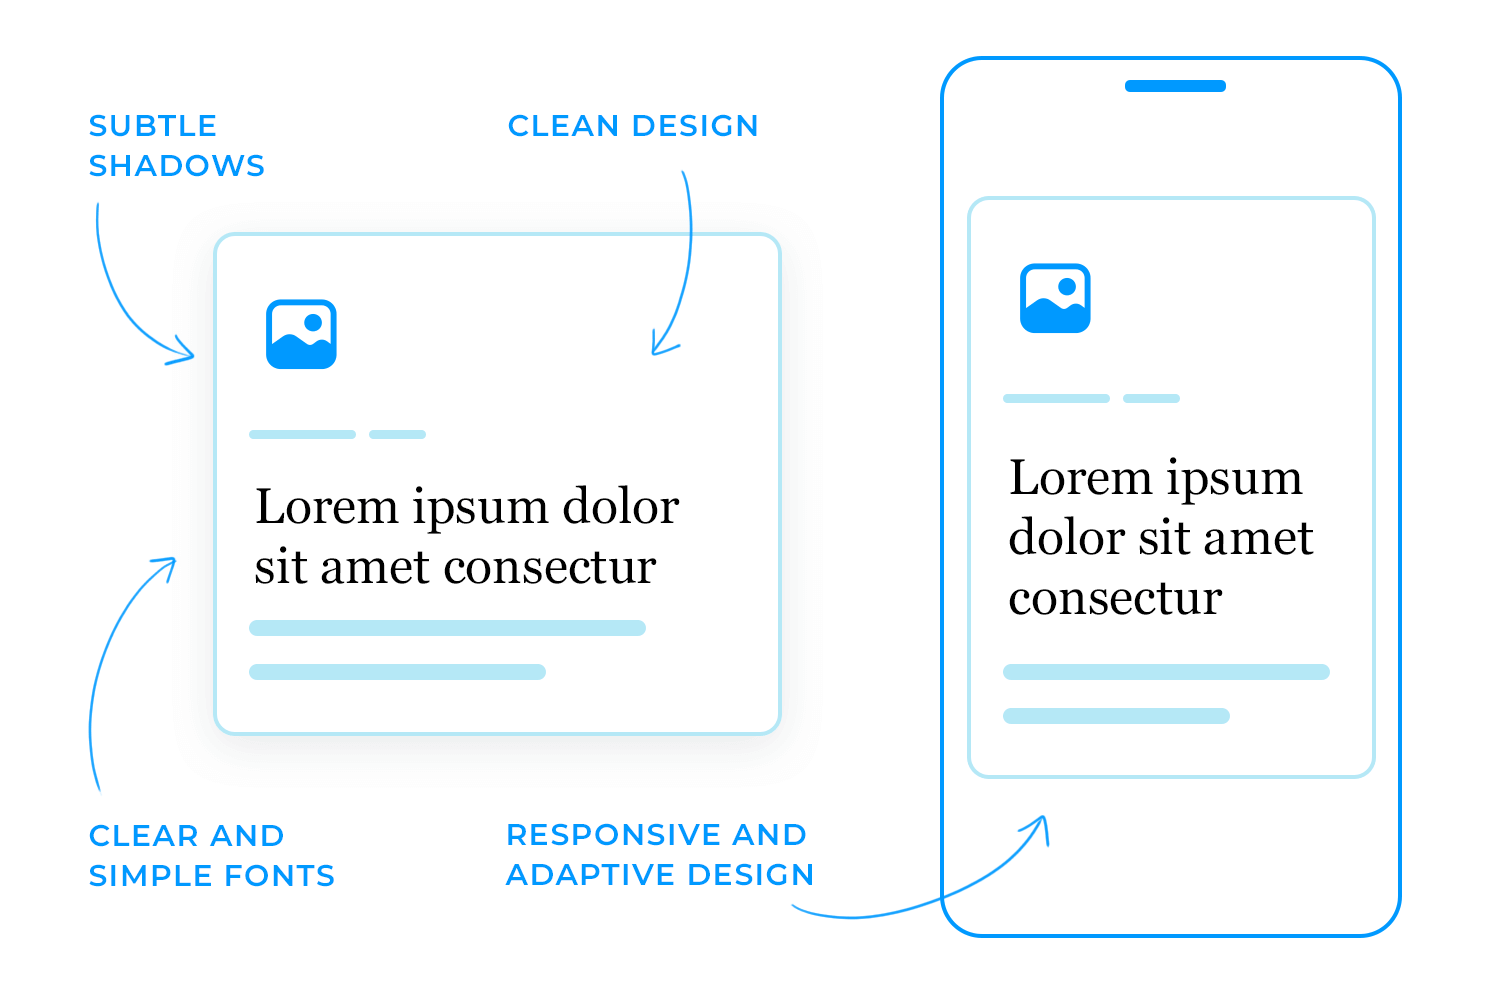 SUBTLE
SHADOWS
CLEAN DESIGN
Lorem ipsum dolor
sit amet consectur
CLEAR AND
SIMPLE FONTS
RESPONSIVE AND
ADAPTIVE DESIGN
Lorem ipsum
dolor sit amet
consectur